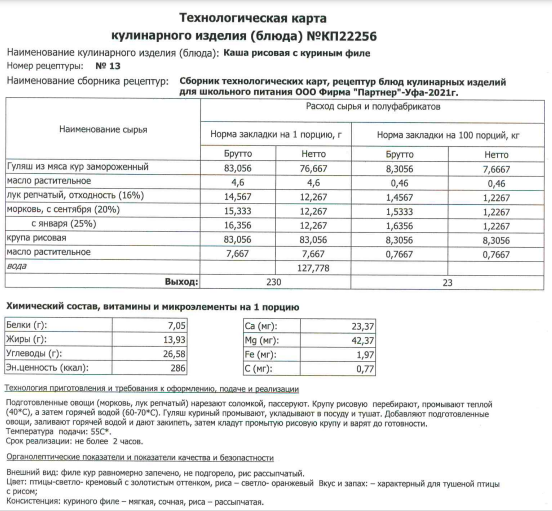 Технологическая карта
кулинарного изделия (блюда) №КП22256
Наименование кулинарного изделия (блюда): Каша рисовая с куриным филе
Номер рецептуры: № 13
Наименование сборника рецептур: Сборник технологических карт, рецептур блюд кулинарных изделий
для школьного питания ООО Фирма "Партнер"-Уфа-2021г.
Наименование сырья Расход сырья и полуфабрикатов
Норма закладки на 1 порцию, г Норма закладки на 100 порций, кг
Брутто Нетто Брутто Нетто
Гуляш из мяса кур замороженный 83,056 76,667 8,3056 7,6667
масло растительное 4,6 4,6 0,46 0,46
лук репчатый, отходность (16%) 14,567 12,267 1,4567 1,2267
морковь, с сентября (20%) 15,333 12,267 1,5333 1,2267
с января (25%) 16,356 12,267 1,6356 1,2267
крупа рисовая 83,056 83,056 8,3056 8,3056
масло растительное 7,667 7,667 0,7667 0,7667
вода 127,778
Выход: 230 23
Химический состав, витамины и микроэлементы на 1 порцию
Белки (г): 7,05 Ca (мг): 23,37
Жиры (г): 13,93 Mg (мг): 42,37
Углеводы (г): 26,58 Fe (мг): 1,97
Эн.ценность (ккал): 286 C (мг): 0,77
Технология приготовления и требования к оформлению, подаче и реализации
Подготовленные овощи (морковь, лук репчатый) нарезают соломкой, пассеруют. Крупу рисовую перебирают, промывают теплой
(40*С), а затем горячей водой (60-70*С). Гуляш куриный промывают, укладывают в посуду и тушат. Добавляют подготовленные
овощи, заливают горячей водой и дают закипеть, затем кладут промытую рисовую крупу и варят до готовности.
Температура подачи: 55С*.
Срок реализации: не более 2 часов.
Органолептические показатели и показатели качества и безопастности
Внешний вид: филе кур равномерно запечено, не подгорело, рис рассыпчатый.
Цвет: птицы-светло- кремовый с золотистым оттенком, риса – светло- оранжевый Вкус и запах: – характерный для тушеной птицы
с рисом;
Консистенция: куриного филе – мягкая, сочная, риса – рассыпчатая.